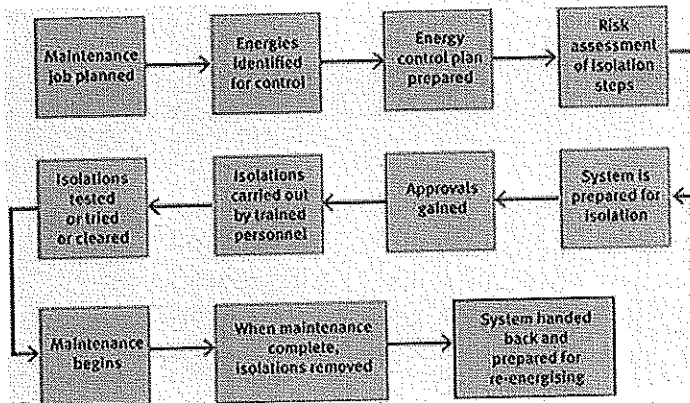 Maintenance
job planned
Energies
identified
for control
Energy
control plan
prepared
Risk
assessment
of isolation
steps
System is
prepared for
isolation
Approvals
gained
Isolations
carried out
by trained
personnel
Isolations
tested
or tried
or cleared
Maintenance
begins
When maintenance
complete,
isolations removed
System handed
back and
prepared for
re-energising